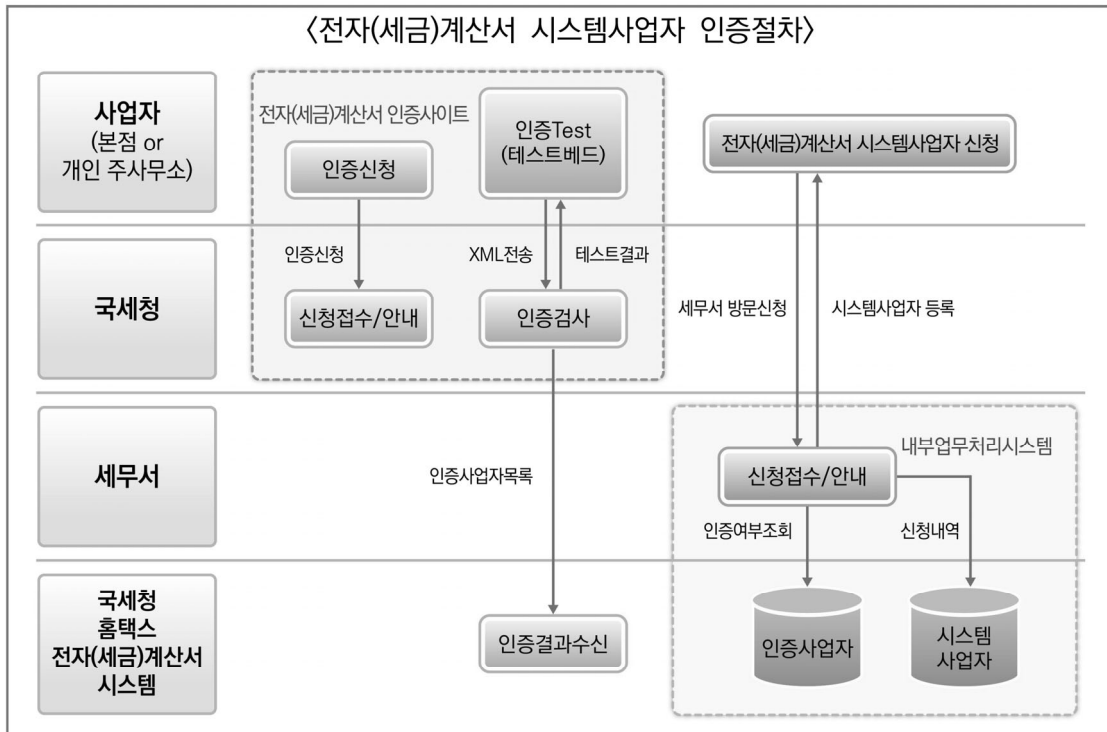 〈전자(세금)계산서 시스템사업자 인증절차〉
사업자
(본점 or
개인 주사무소)
전자(세금)계산서 인증사이트
인증신청
인증Test
(테스트베드)
전자(세금)계산서 시스템사업자 신청
인증신청
XML전송
테스트결과
국세청
신청접수/안내
인증검사
세무서 방문신청
시스템사업자 등록
세무서
인증사업자목록
내부업무처리시스템
신청접수/안내
인증여부조회
신청내역
국세청
홈택스
전자(세금)계산서
시스템
인증결과수신
인증사업자
시스템
사업자